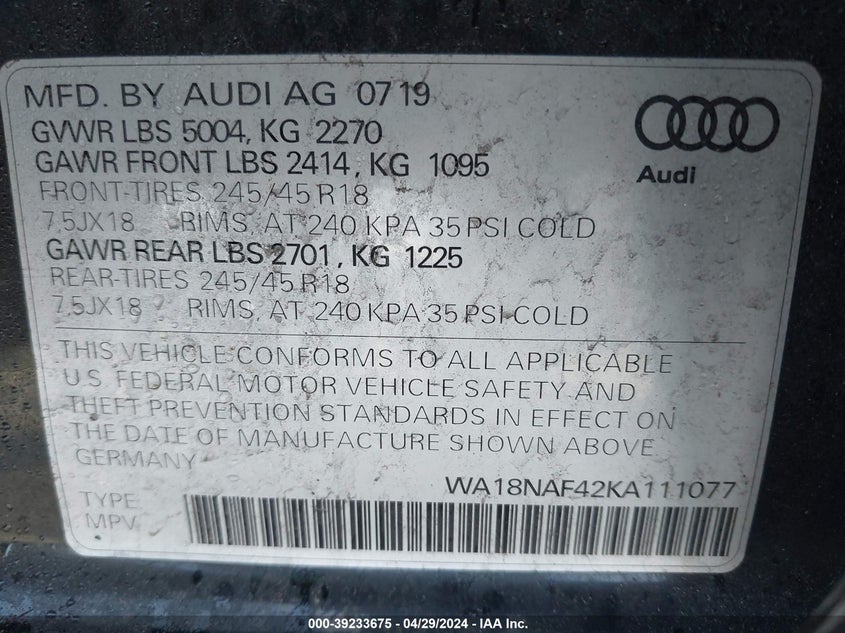 MFD. BY AUDI AG 0719
GVWR LBS 5004, KG 2270
GAWR FRONT LBS 2414, KG 1095
FRONT-TIRES 245/45 R18
7.5JX18 RIMS, AT 240 KPA 35 PSI COLD
GAWR REAR LBS 2701, KG 1225
REAR-TIRES 245/45 R18
7.5JX18 RIMS, AT 240 KPA 35 PSI COLD
Audi
THIS VEHICLE CONFORMS TO ALL APPLICABLE
U.S. FEDERAL MOTOR VEHICLE SAFETY AND
THEFT PREVENTION STANDARDS IN EFFECT ON
THE DATE OF MANUFACTURE SHOWN ABOVE
GERMANY
WA18NAF42KA111077
TYPE
MPV
000-39233675 - 04/29/2024 - IAA Inc.